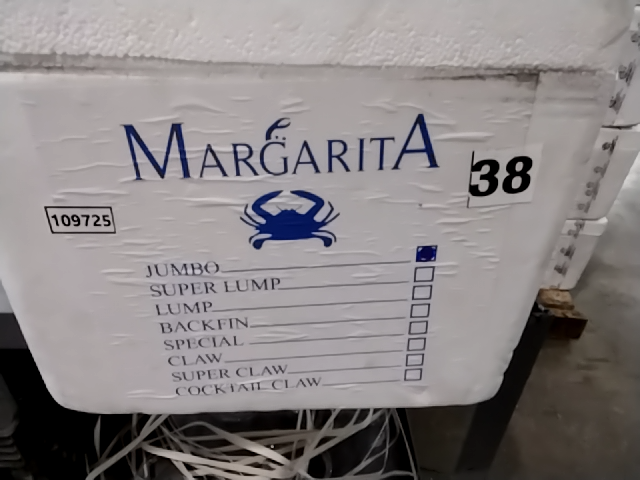 MARGARITA
38
109725
JUMBO
SUPER LUMP
LUMP
BACKFIN
SPECIAL
CLAW
SUPER CLAW
COCKTAIL CLAW